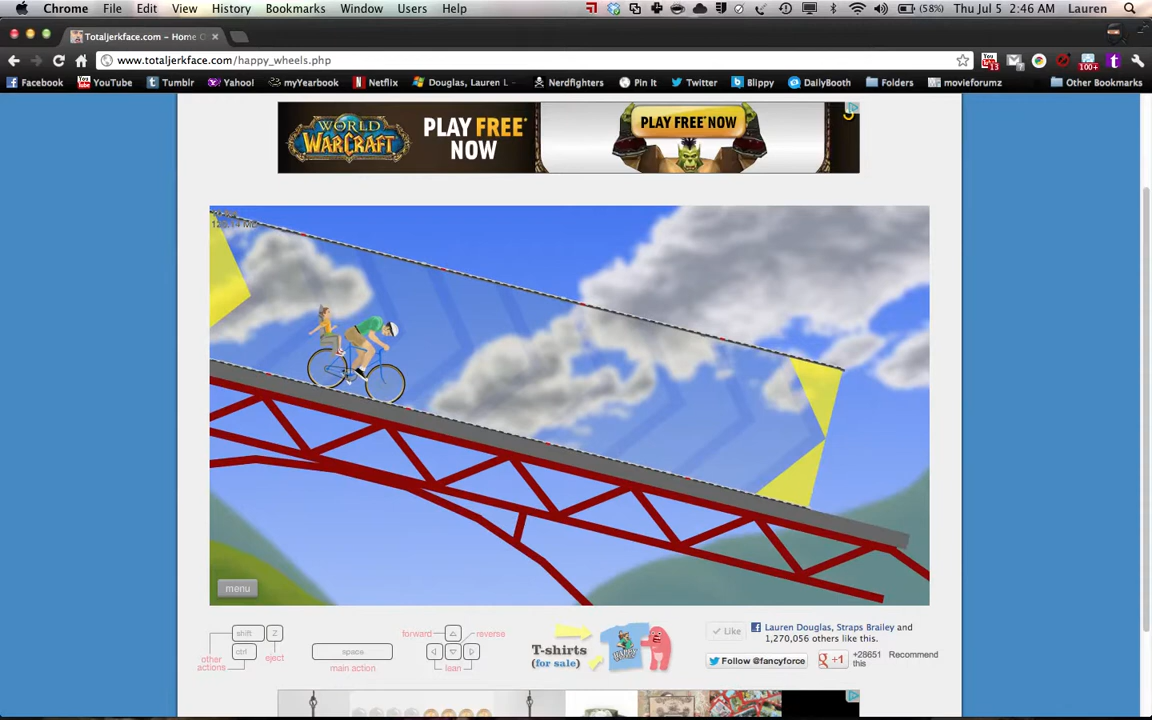 Chrome File Edit View History Bookmarks Window Users Help (58%) Thu Jul 5 2:46 AM Lauren
Totaljerkface.com – Home O
www.totaljerkface.com/happy_wheels.php
Facebook YouTube Tumblr Yahoo! myYearbook Netflix Douglas, Lauren L - Nerdfighters Pin It Twitter Blippy DailyBooth Folders movieforumz Other Bookmarks
WORLD OF WARCRAFT
PLAY FREE*
NOW
PLAY FREE NOW
menu
shift Z
ctrl
other
actions
eject
space
main action
forward reverse
lean
T-shirts
(for sale)
Like
Lauren Douglas, Straps Brailey and
1,270,056 others like this.
Follow @fancyforce
+1
+28651 Recommend
this